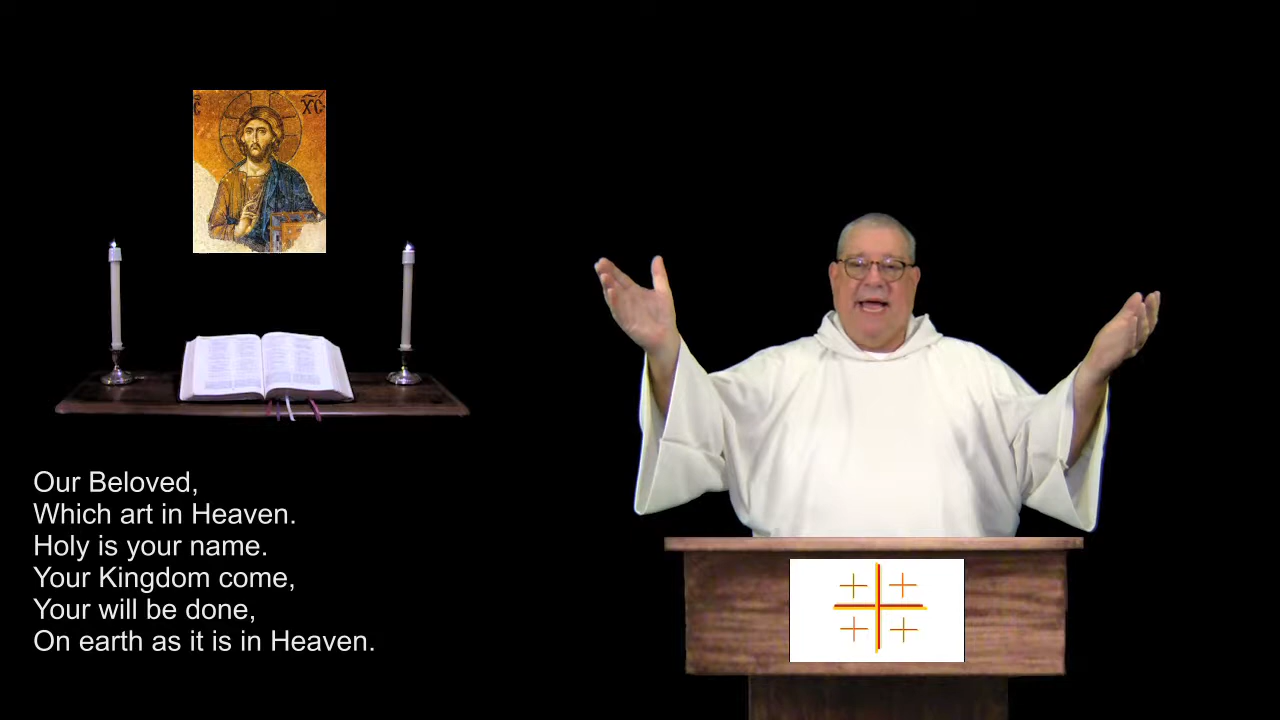 XC
Our Beloved,
Which art in Heaven.
Holy is your name.
Your Kingdom come,
Your will be done,
On earth as it is in Heaven.